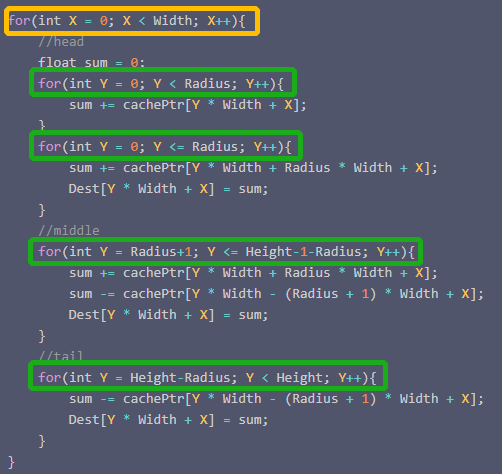 for(int X = 0; X < Width; X++){
//head
float sum = 0;
for(int Y = 0; Y < Radius; Y++){
sum += cachePtr[Y * Width + X];
}
for(int Y = 0; Y <= Radius; Y++){
sum += cachePtr[Y * Width + Radius * Width + X];
Dest[Y * Width + X] = sum;
}
//middle
for(int Y = Radius+1; Y <= Height-1-Radius; Y++){
sum += cachePtr[Y * Width + Radius * Width + X];
sum -= cachePtr[Y * Width - (Radius + 1) * Width + X];
Dest[Y * Width + X] = sum;
}
//tail
for(int Y = Height-Radius; Y < Height; Y++){
sum -= cachePtr[Y * Width - (Radius + 1) * Width + X];
Dest[Y * Width + X] = sum;
}
}